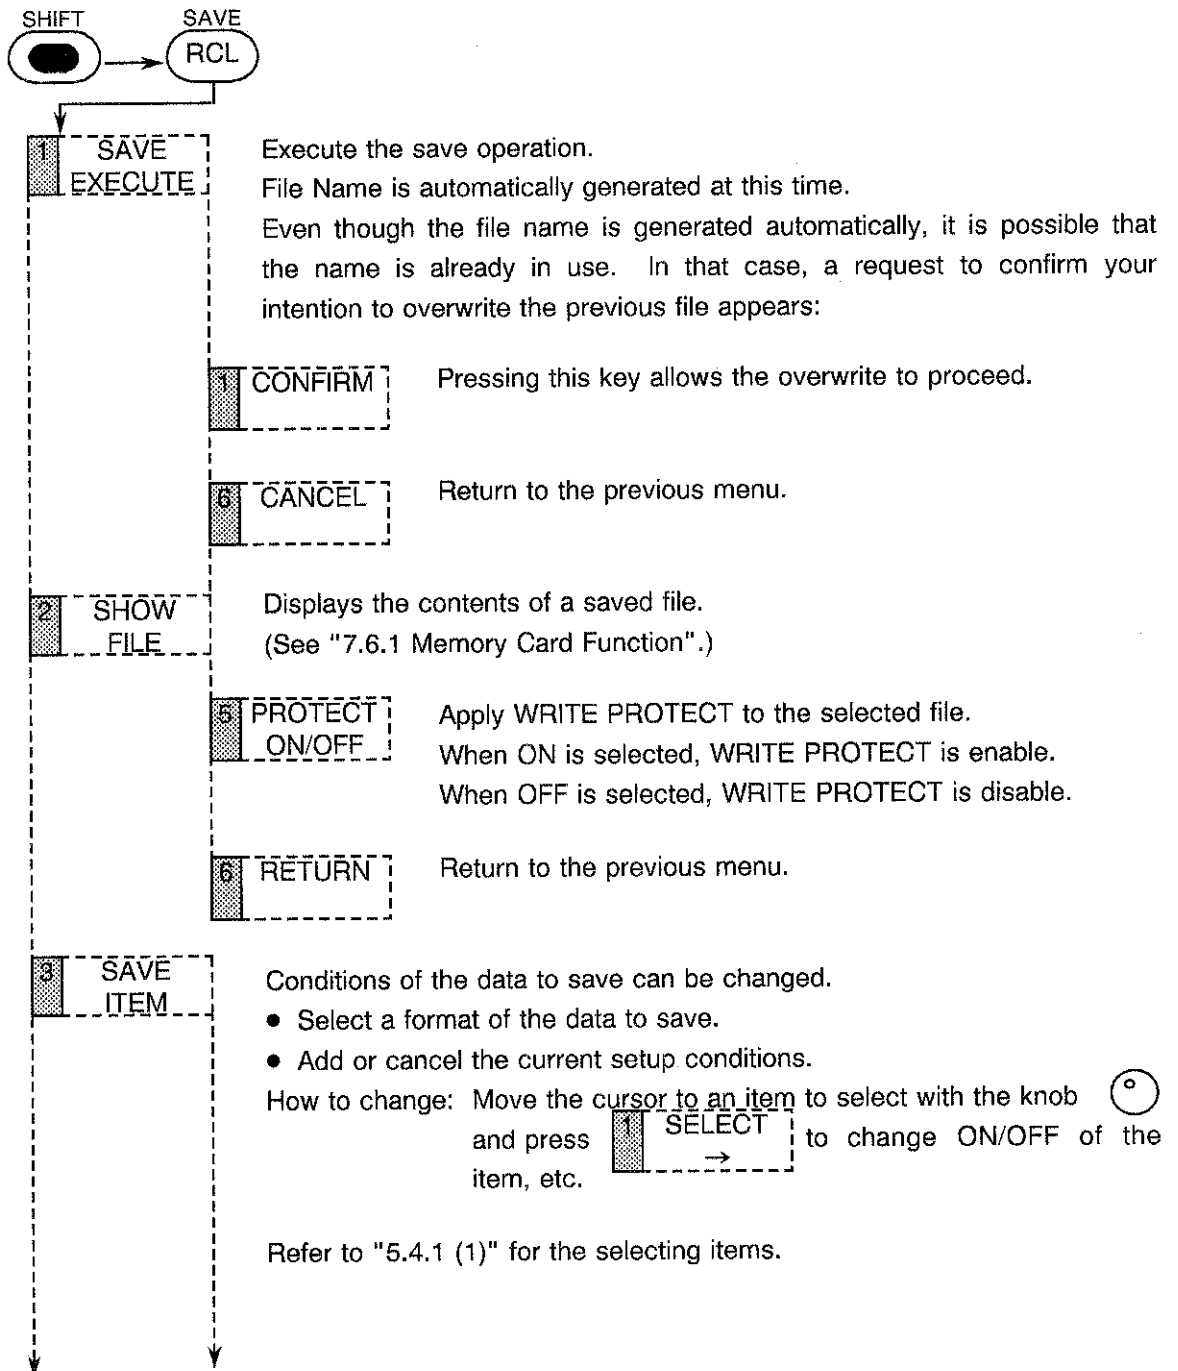 SHIFT SAVE
RCL
1 SAVE
EXECUTE
Execute the save operation.
File Name is automatically generated at this time.
Even though the file name is generated automatically, it is possible that
the name is already in use. In that case, a request to confirm your
intention to overwrite the previous file appears:
1 CONFIRM Pressing this key allows the overwrite to proceed.
6 CANCEL Return to the previous menu.
2 SHOW
FILE
Displays the contents of a saved file.
(See "7.6.1 Memory Card Function".)
5 PROTECT
ON/OFF
Apply WRITE PROTECT to the selected file.
When ON is selected, WRITE PROTECT is enable.
When OFF is selected, WRITE PROTECT is disable.
6 RETURN Return to the previous menu.
3 SAVE
ITEM
Conditions of the data to save can be changed.
● Select a format of the data to save.
● Add or cancel the current setup conditions.
How to change: Move the cursor to an item to select with the knob
and press 1 SELECT → to change ON/OFF of the
item, etc.
Refer to "5.4.1 (1)" for the selecting items.